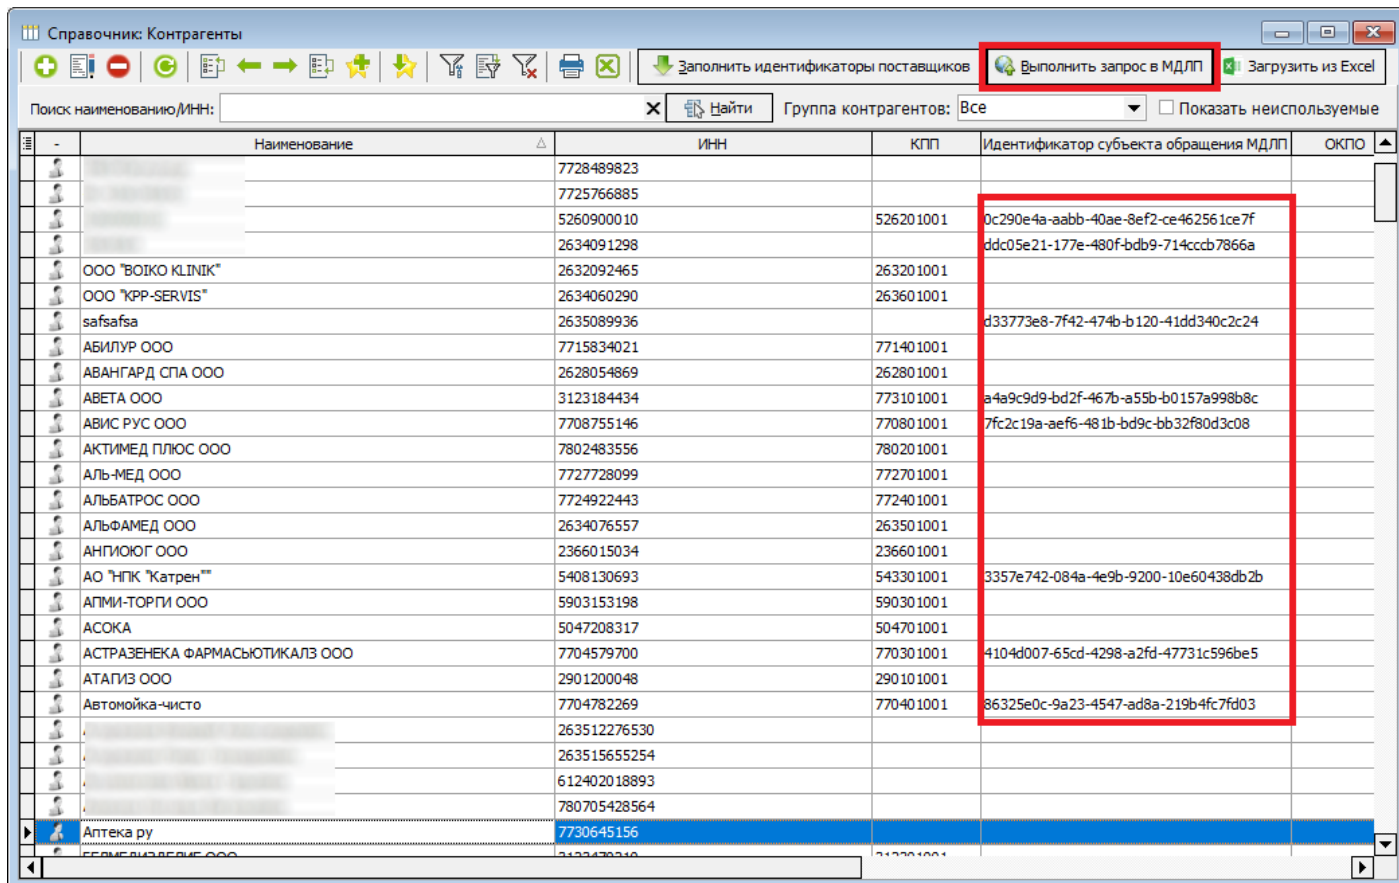 Справочник: Контрагенты
Заполнить идентификаторы поставщиков Выполнить запрос в МДЛП Загрузить из Excel
Поиск наименованию/ИНН: Найти Группа контрагентов: Все Показать неиспользуемые
- Наименование ИНН КПП Идентификатор субъекта обращения МДЛП ОКПО
7728489823
7725766885
5260900010 526201001 0c290e4a-aabb-40ae-8ef2-ce462561ce7f
2634091298 ddc05e21-177e-480f-bdb9-714cccb7866a
ООО "BOIKO KLINIK" 2632092465 263201001
ООО "KPP-SERVIS" 2634060290 263601001
safsafsa 2635089936 d33773e8-7f42-474b-b120-41dd340c2c24
АБИЛУР ООО 7715834021 771401001
АВАНГАРД СПА ООО 2628054869 262801001
АВЕТА ООО 3123184434 773101001 a4a9c9d9-bd2f-467b-a55b-b0157a998b8c
АВИС РУС ООО 7708755146 770801001 7fc2c19a-aef6-481b-bd9c-bb32f80d3c08
АКТИМЕД ПЛЮС ООО 7802483556 780201001
АЛЬ-МЕД ООО 7727728099 772701001
АЛЬБАТРОС ООО 7724922443 772401001
АЛЬФАМЕД ООО 2634076557 263501001
АНГИОЮГ ООО 2366015034 236601001
АО "НПК "Катрен"" 5408130693 543301001 3357e742-084a-4e9b-9200-10e60438db2b
АПМИ-ТОРГИ ООО 5903153198 590301001
АСОКА 5047208317 504701001
АСТРАЗЕНЕКА ФАРМАСЬЮТИКАЛЗ ООО 7704579700 770301001 4104d007-65cd-4298-a2fd-47731c596be5
АТАГИЗ ООО 2901200048 290101001
Автомойка-чисто 7704782269 770401001 86325e0c-9a23-4547-ad8a-219b4fc7fd03
263512276530
263515655254
612402018893
780705428564
Аптека ру 7730645156